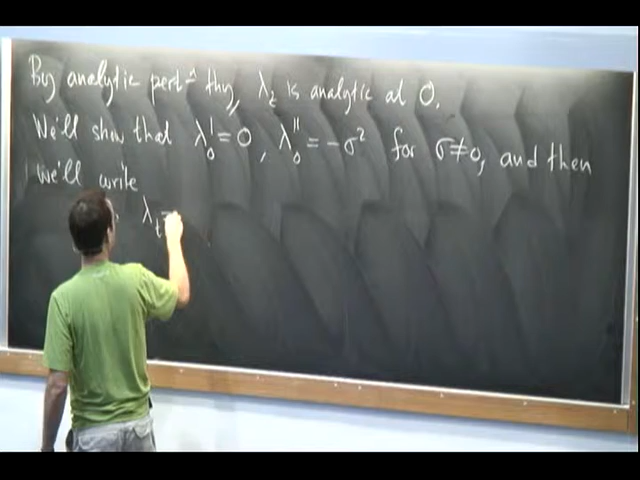 By analytic pert-n thy, λ_z is analytic at 0.
We'll show that λ'_0 = 0, λ''_0 = -σ² for σ≠0, and then
we'll write
λ_t =